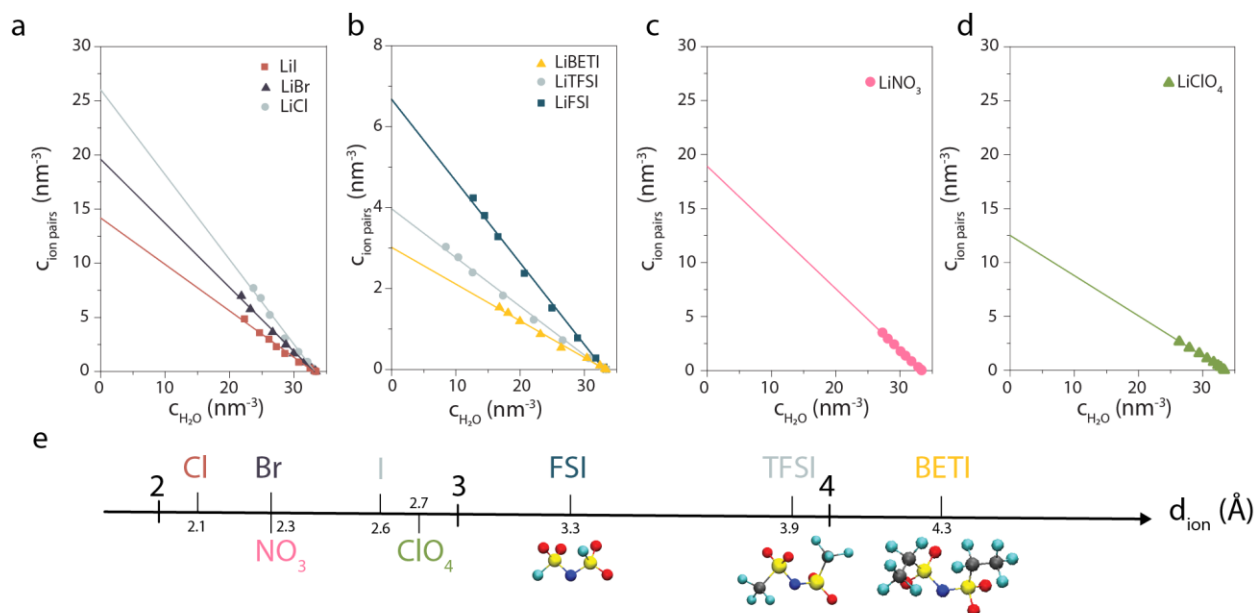 a
30
25
20
15
10
5
0
c_ion pairs (nm⁻³)
LiI
LiBr
LiCl
0 10 20 30
c_H₂O (nm⁻³)
b
8
6
4
2
0
c_ion pairs (nm⁻³)
LiBETI
LiTFSI
LiFSI
0 10 20 30
c_H₂O (nm⁻³)
c
30
25
20
15
10
5
0
c_ion pairs (nm⁻³)
LiNO₃
0 10 20 30
c_H₂O (nm⁻³)
d
30
25
20
15
10
5
0
c_ion pairs (nm⁻³)
LiClO₄
0 10 20 30
c_H₂O (nm⁻³)
e
Cl Br I FSI TFSI BETI
2 2.7 3 4 d_ion (Å)
2.1 2.3 2.6 3.3 3.9 4.3
NO₃ ClO₄